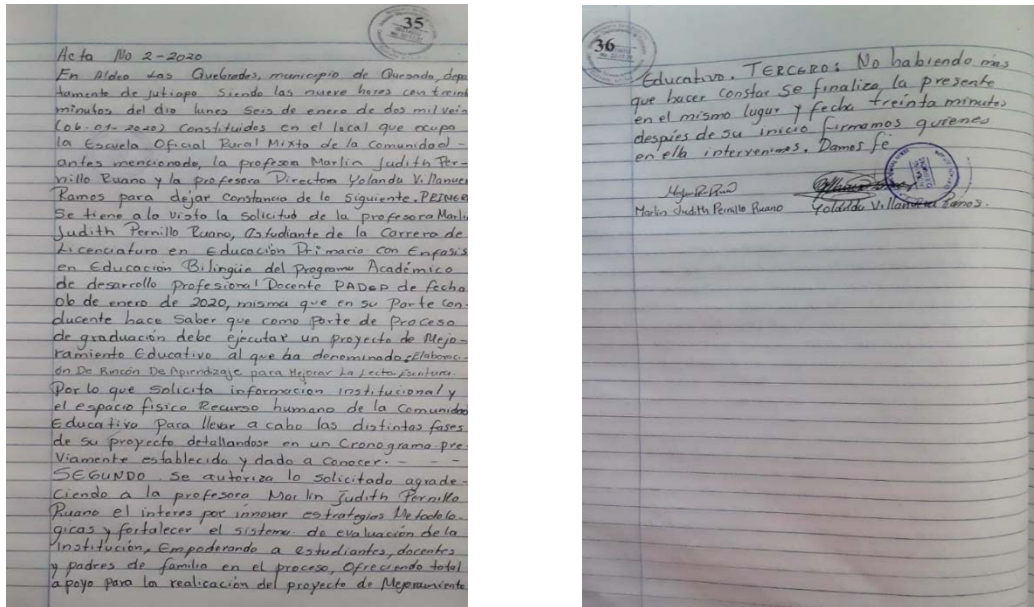 35
Acta No 2-2020
En Aldea Las Quebradas, municipio de Quesada, depa
tamento de Jutiapa siendo las nueve horas con treint
minutos del dia lunes seis de enero de dos mil vein
(06-01-2020) Constituidos en el local que ocupa
la Escuela Oficial Rural Mixta de la Comunidad -
antes mencionada, la profesora Marlin Judith Per-
nillo Ruano y la profesora Directora Yolanda Villanuev
Ramos para dejar constancia de lo siguiente. PRIMER
Se tiene a la vista la solicitud de la profesora Marli
Judith Pernillo Ruano, estudiante de la Carrera de
Licenciatura en Educación Primaria con Enfasis
en Educación Bilingüe del Programa Académico
de desarrollo profesional Docente PADEP de fecha
06 de enero de 2020, misma que en su Parte Con-
ducente hace saber que como parte de Proceso
de graduación debe ejecutar un proyecto de Mejo-
ramiento Educativo al que ha denominado: Elaboraci-
ón De Rincón De Aprendizaje para Mejorar La Lecto Escritura.
Por lo que solicita informacion institucional y
el espacio fisico Recurso humano de la Comunidad
Educativa Para llevar a cabo las distintas fases
de su proyecto detallandose en un Cronograma pre-
Viamente establecido y dado a conocer. - - -
SEGUNDO se autoriza lo solicitado agrade-
ciendo a la profesora Marlin Judith Pernillo
Ruano el interes por innovar estrategias Metodolo-
gicas y fortalecer el sistema de evaluación de la
institución, Empoderando a estudiantes, docentes
y padres de familia en el proceso, Ofreciendo total
apoyo para la realicación del proyecto de Mejoramiento
36
Educativo. TERCERO: No habiendo más
que hacer constar se finaliza, la presente
en el mismo lugar y fecha treinta minutos
despúes de su inicio firmamos quienes
en ella intervenimos. Damos fé
Marlin Judith Pernillo Ruano Yolanda Villanueva Ramos.